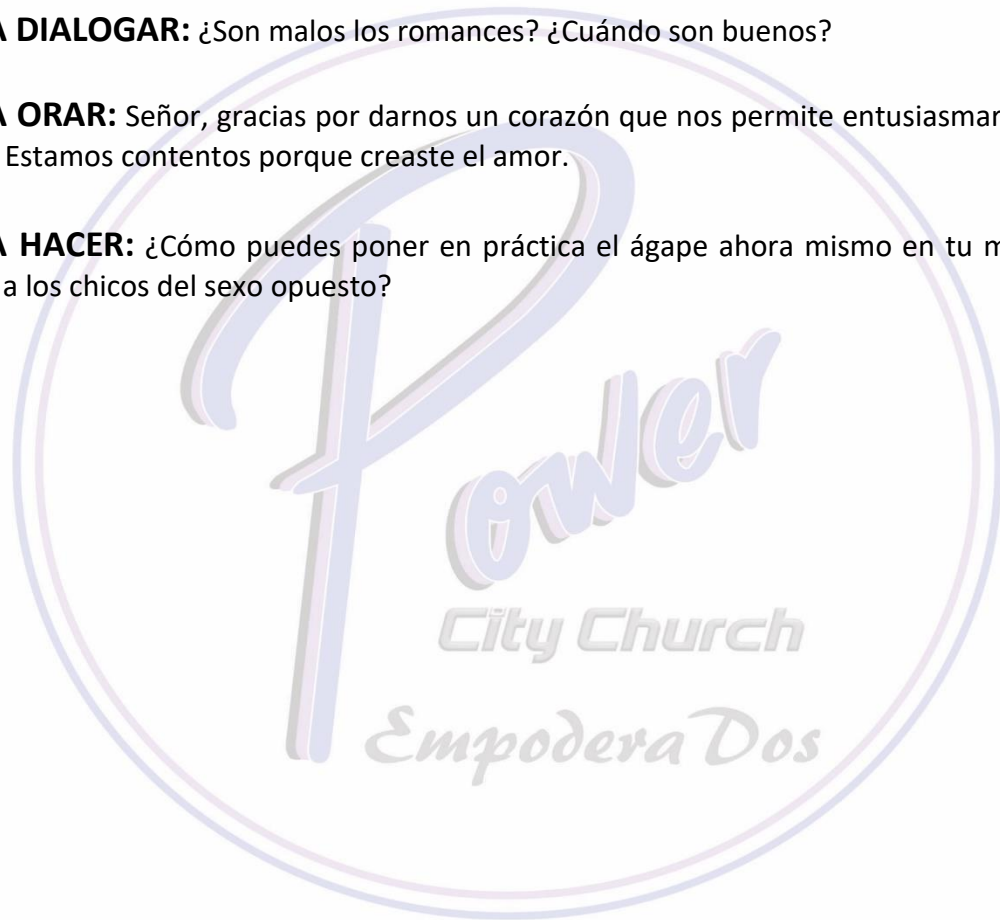 A DIALOGAR: ¿Son malos los romances? ¿Cuándo son buenos?
A ORAR: Señor, gracias por darnos un corazón que nos permite entusiasmar
Estamos contentos porque creaste el amor.
A HACER: ¿Cómo puedes poner en práctica el ágape ahora mismo en tu m
a los chicos del sexo opuesto?
Power
City Church
EmpoderaDos